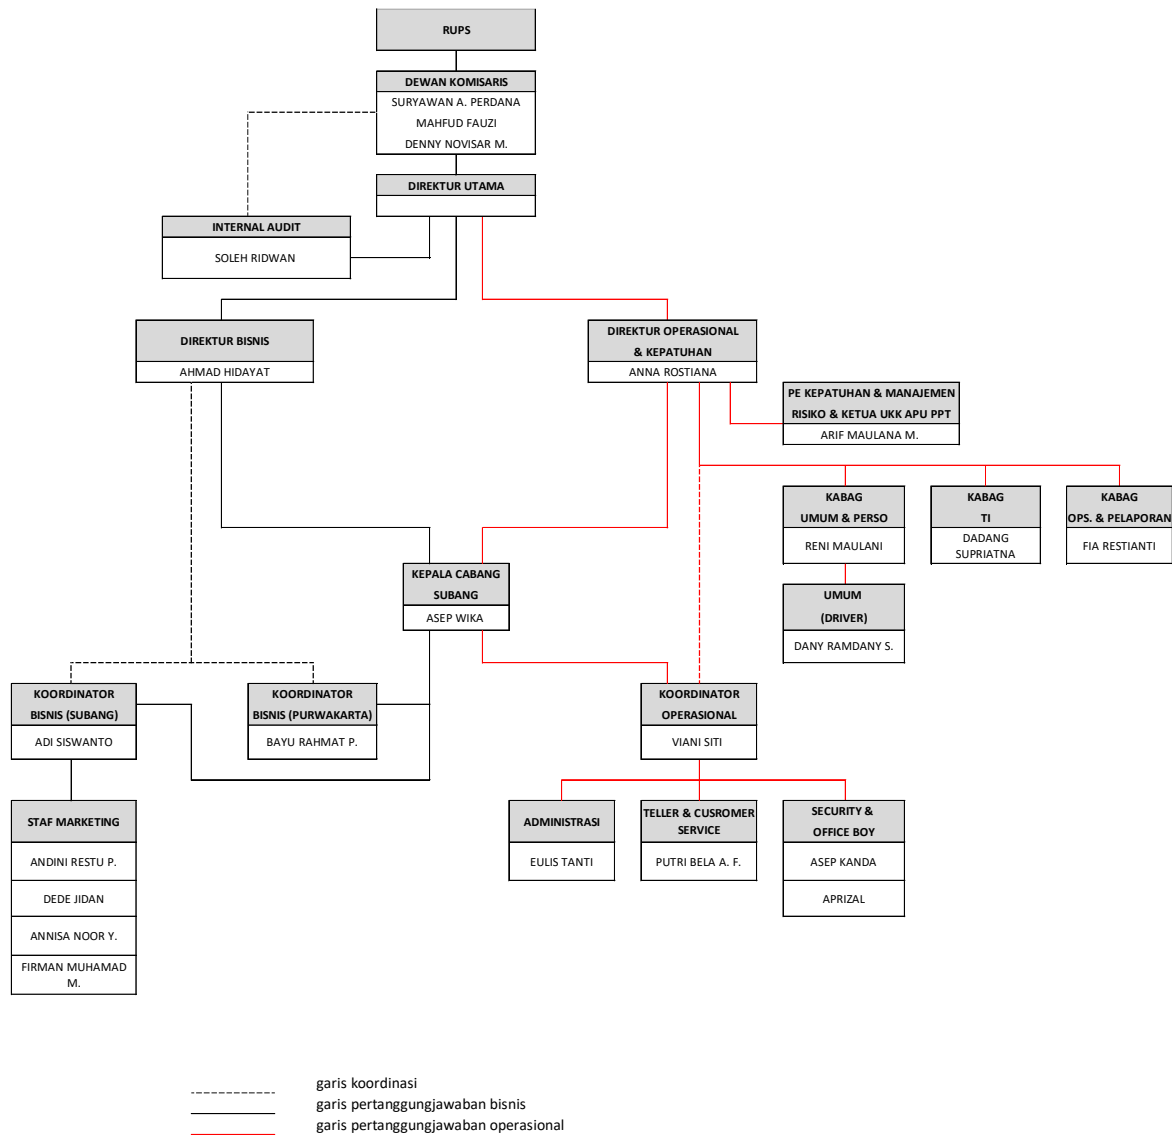 RUPS
DEWAN KOMISARIS
SURYAWAN A. PERDANA
MAHFUD FAUZI
DENNY NOVISAR M.
DIREKTUR UTAMA
INTERNAL AUDIT
SOLEH RIDWAN
DIREKTUR BISNIS
AHMAD HIDAYAT
DIREKTUR OPERASIONAL
& KEPATUHAN
ANNA ROSTIANA
PE KEPATUHAN & MANAJEMEN
RISIKO & KETUA UKK APU PPT
ARIF MAULANA M.
KABAG
UMUM & PERSO
RENI MAULANI
KABAG
TI
DADANG
SUPRIATNA
KABAG
OPS. & PELAPORAN
FIA RESTIANTI
KEPALA CABANG
SUBANG
ASEP WIKA
UMUM
(DRIVER)
DANY RAMDANY S.
KOORDINATOR
BISNIS (SUBANG)
ADI SISWANTO
KOORDINATOR
BISNIS (PURWAKARTA)
BAYU RAHMAT P.
KOORDINATOR
OPERASIONAL
VIANI SITI
STAF MARKETING
ANDINI RESTU P.
DEDE JIDAN
ANNISA NOOR Y.
FIRMAN MUHAMAD
M.
ADMINISTRASI
EULIS TANTI
TELLER & CUSROMER
SERVICE
PUTRI BELA A. F.
SECURITY &
OFFICE BOY
ASEP KANDA
APRIZAL
garis koordinasi
garis pertanggungjawaban bisnis
garis pertanggungjawaban operasional